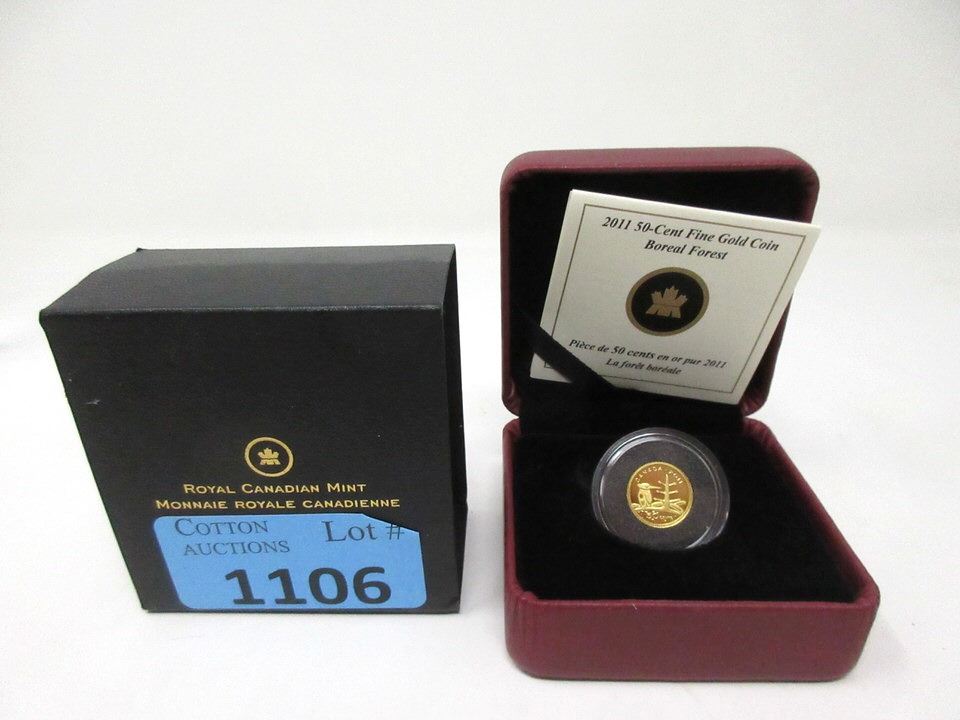 ROYAL CANADIAN MINT
MONNAIE ROYALE CANADIENNE
COTTON
AUCTIONS
Lot #
1106
2011 50-Cent Fine Gold Coin
Boreal Forest
Pièce de 50 cents en or pur 2011
La forêt boréale
CANADA